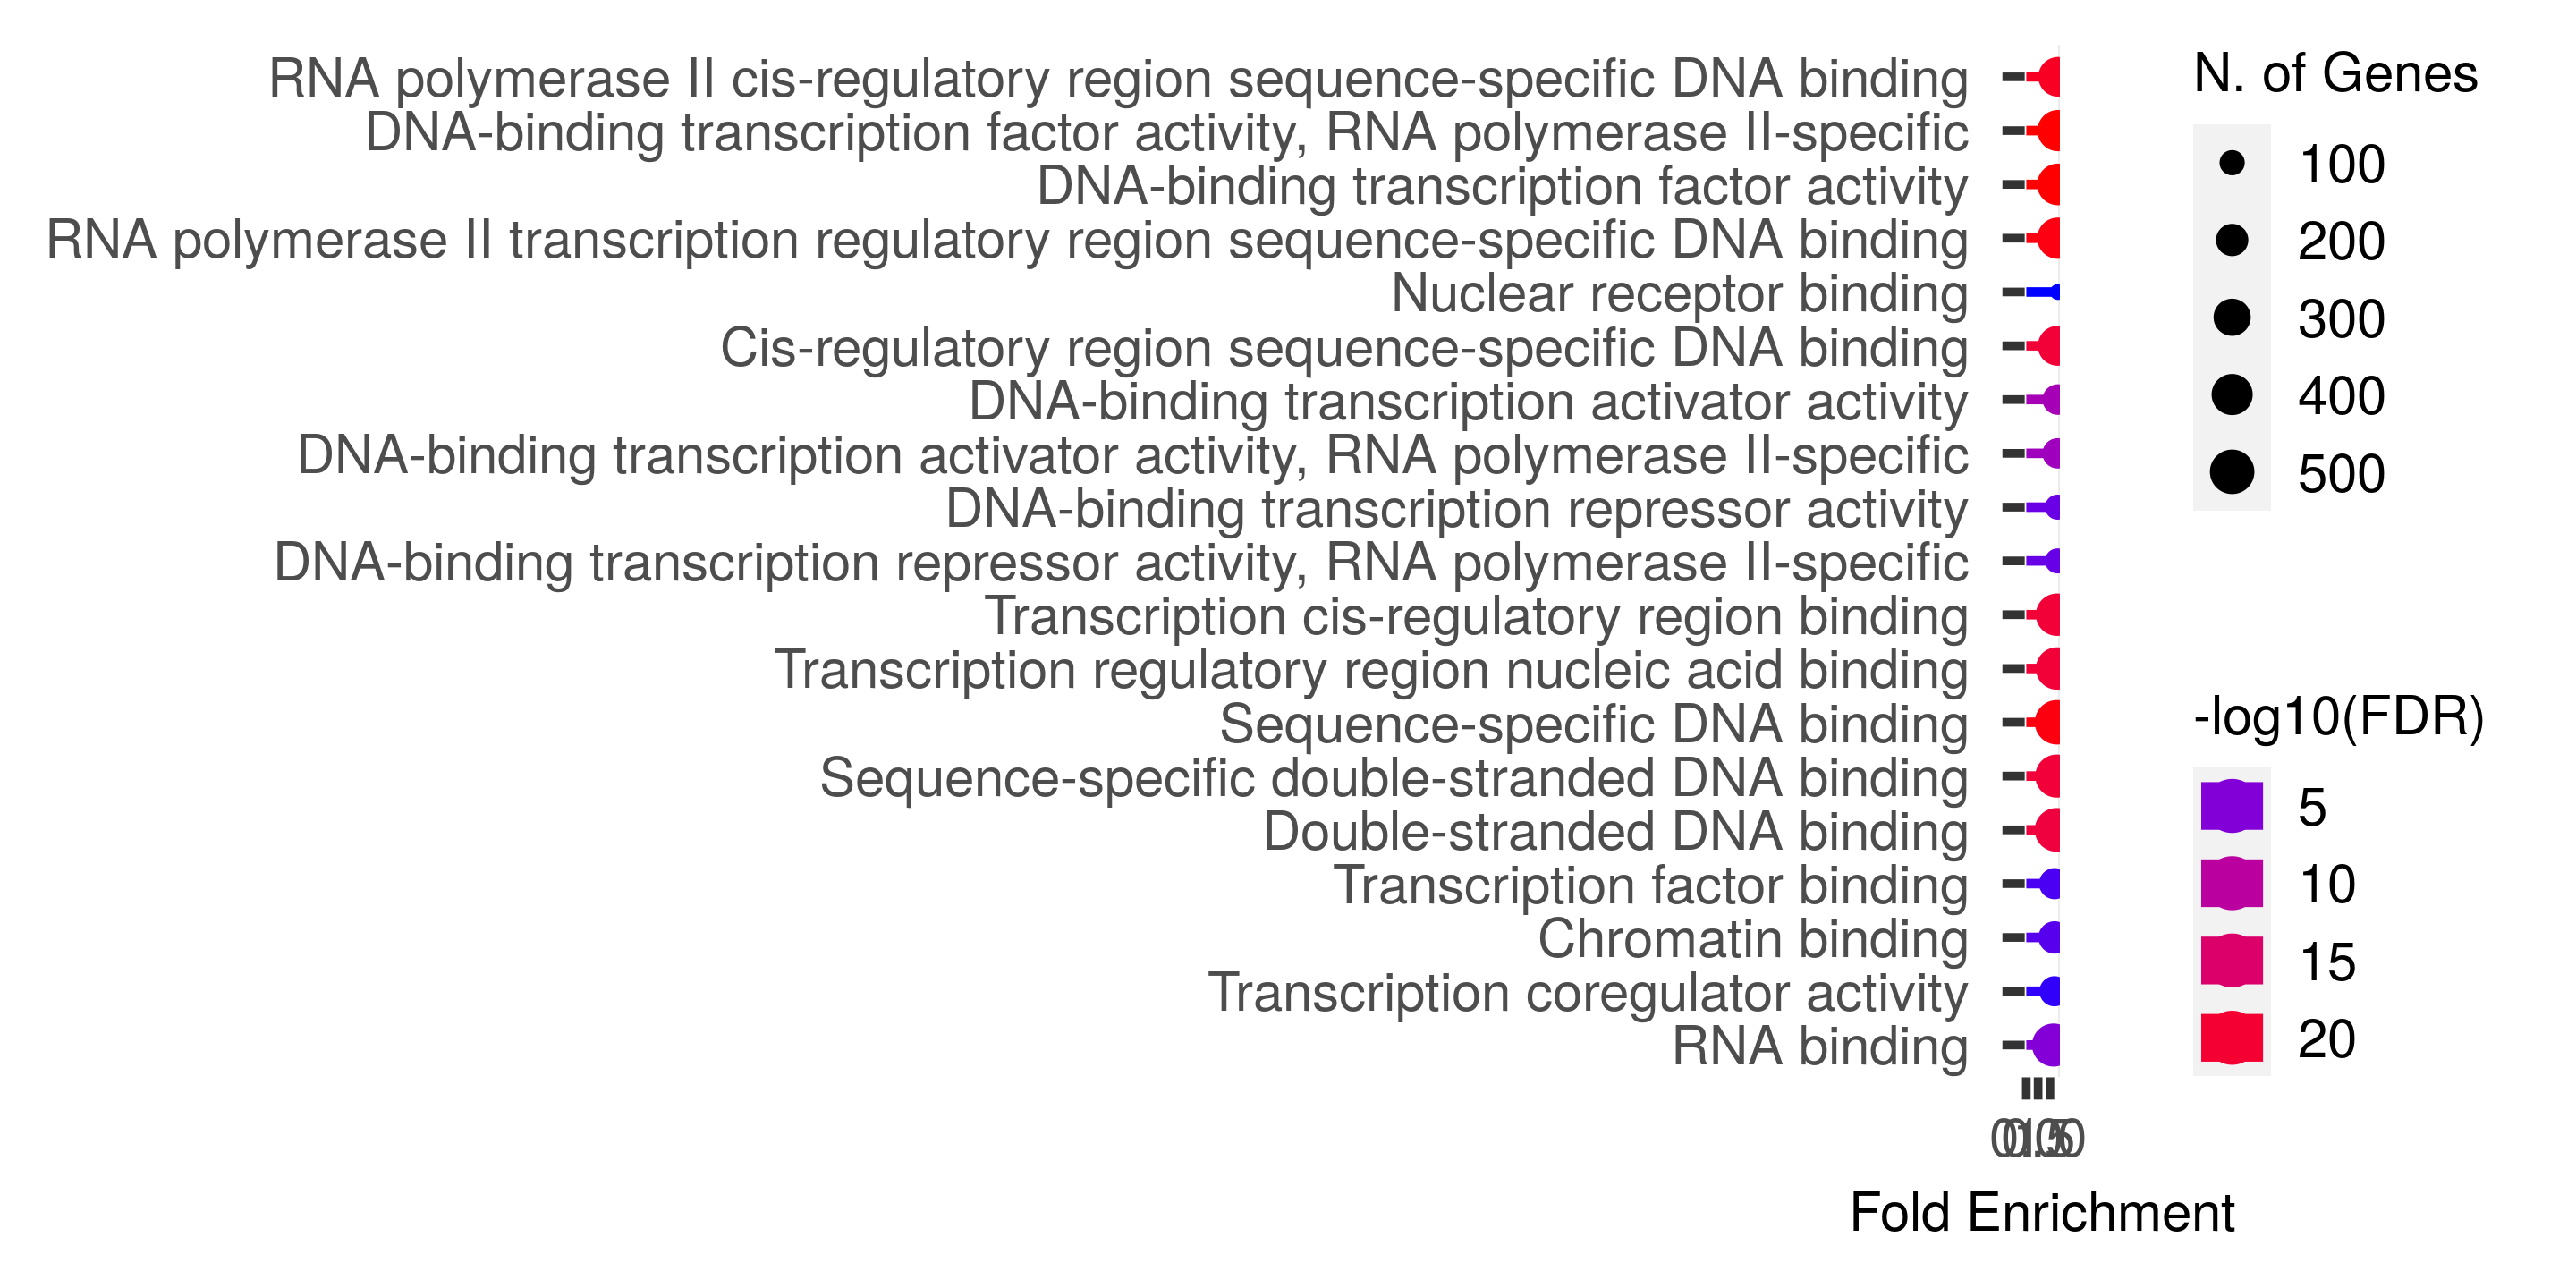 RNA polymerase II cis-regulatory region sequence-specific DNA binding
DNA-binding transcription factor activity, RNA polymerase II-specific
DNA-binding transcription factor activity
RNA polymerase II transcription regulatory region sequence-specific DNA binding
Nuclear receptor binding
Cis-regulatory region sequence-specific DNA binding
DNA-binding transcription activator activity
DNA-binding transcription activator activity, RNA polymerase II-specific
DNA-binding transcription repressor activity
DNA-binding transcription repressor activity, RNA polymerase II-specific
Transcription cis-regulatory region binding
Transcription regulatory region nucleic acid binding
Sequence-specific DNA binding
Sequence-specific double-stranded DNA binding
Double-stranded DNA binding
Transcription factor binding
Chromatin binding
Transcription coregulator activity
RNA binding
Fold Enrichment
N. of Genes
100
200
300
400
500
-log10(FDR)
5
10
15
20